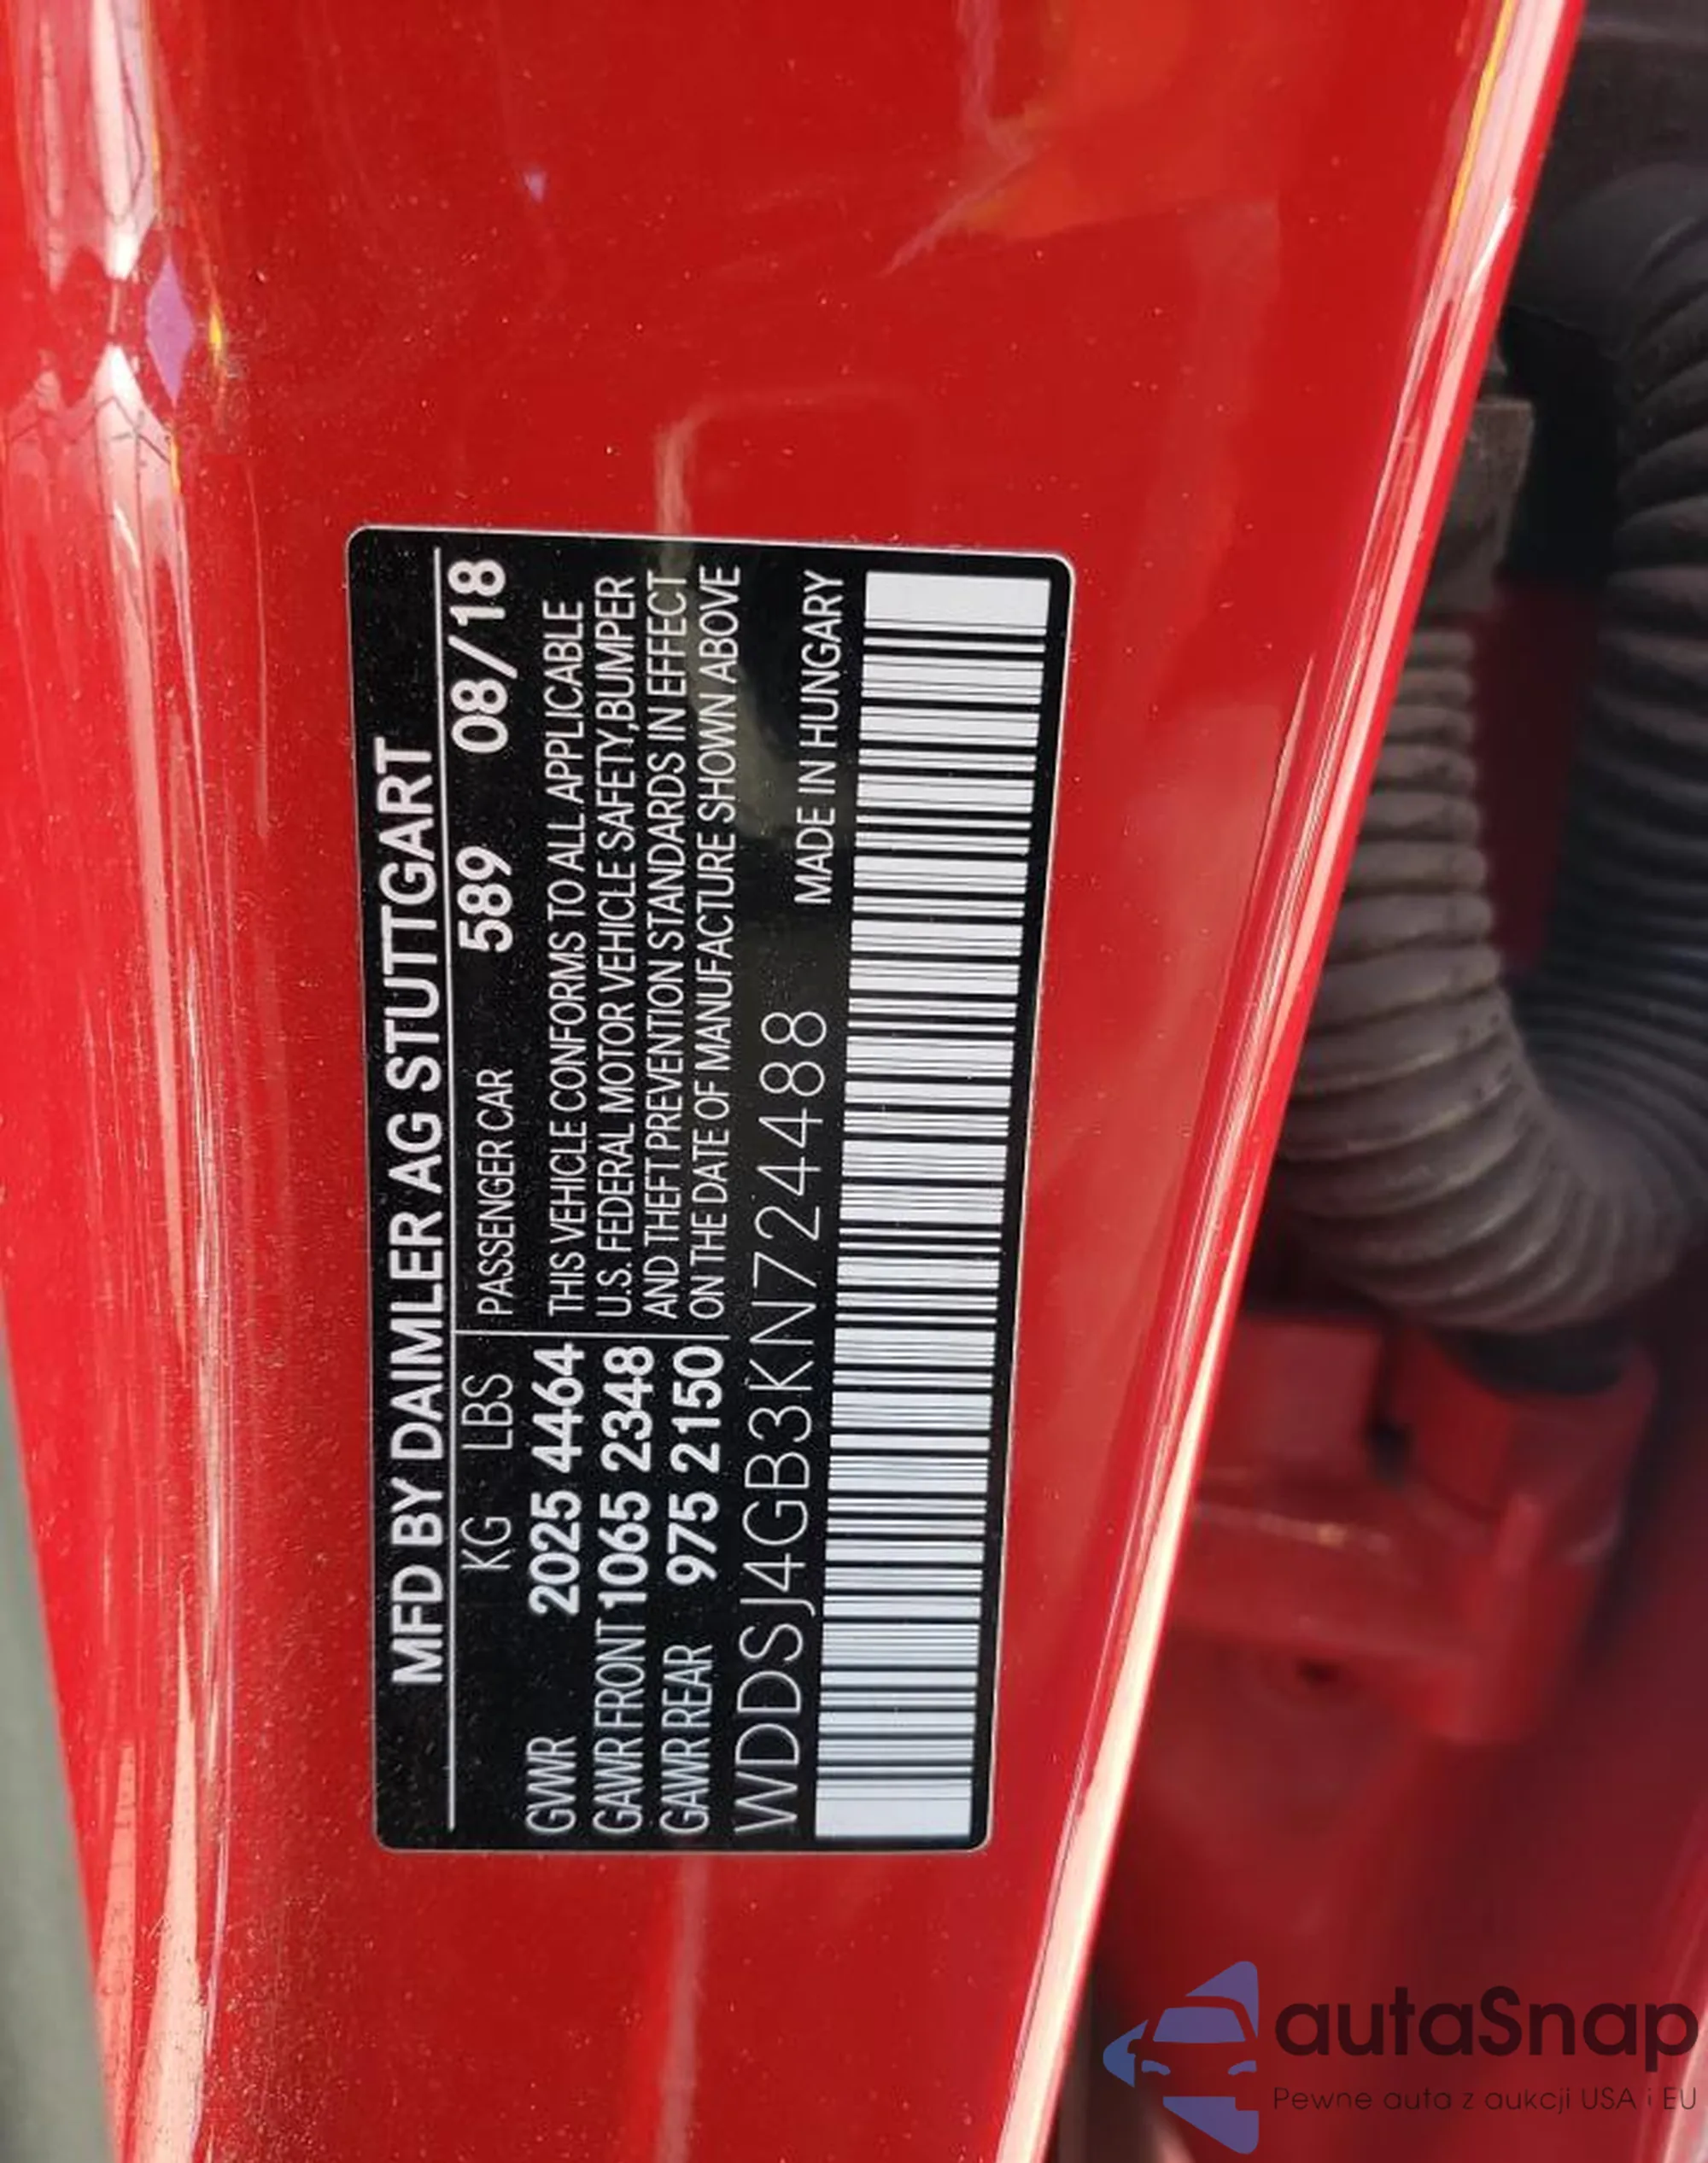 MFD BY DAIMLER AG STUTTGART
KG LBS PASSENGER CAR 589 08/18
GVWR 2025 4464 THIS VEHICLE CONFORMS TO ALL APPLICABLE
GAWR FRONT 1065 2348 U.S. FEDERAL MOTOR VEHICLE SAFETY,BUMPER
GAWR REAR 975 2150 AND THEFT PREVENTION STANDARDS IN EFFECT
ON THE DATE OF MANUFACTURE SHOWN ABOVE
WDDSJ4GB3KN724488 MADE IN HUNGARY
autaSnap
Pewne auta z aukcji USA i EU